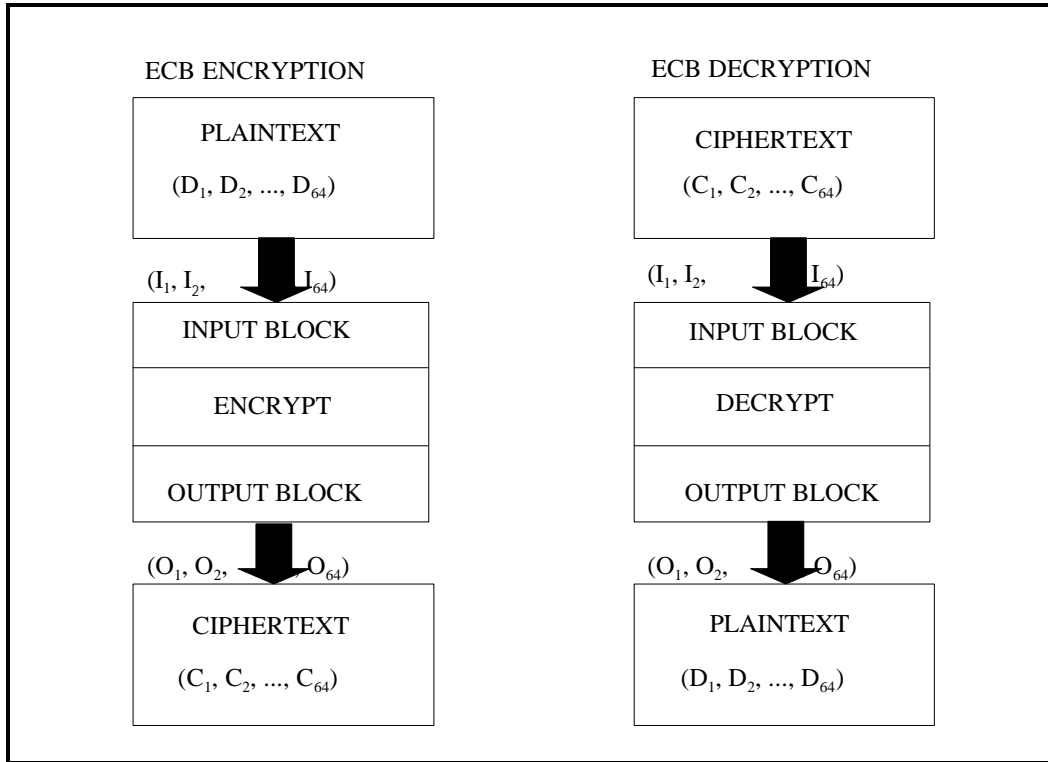 ECB ENCRYPTION
PLAINTEXT
(D₁, D₂, ..., D₆₄)
(I₁, I₂, I₆₄)
INPUT BLOCK
ENCRYPT
OUTPUT BLOCK
(O₁, O₂, , O₆₄)
CIPHERTEXT
(C₁, C₂, ..., C₆₄)
ECB DECRYPTION
CIPHERTEXT
(C₁, C₂, ..., C₆₄)
(I₁, I₂, I₆₄)
INPUT BLOCK
DECRYPT
OUTPUT BLOCK
(O₁, O₂, O₆₄)
PLAINTEXT
(D₁, D₂, ..., D₆₄)